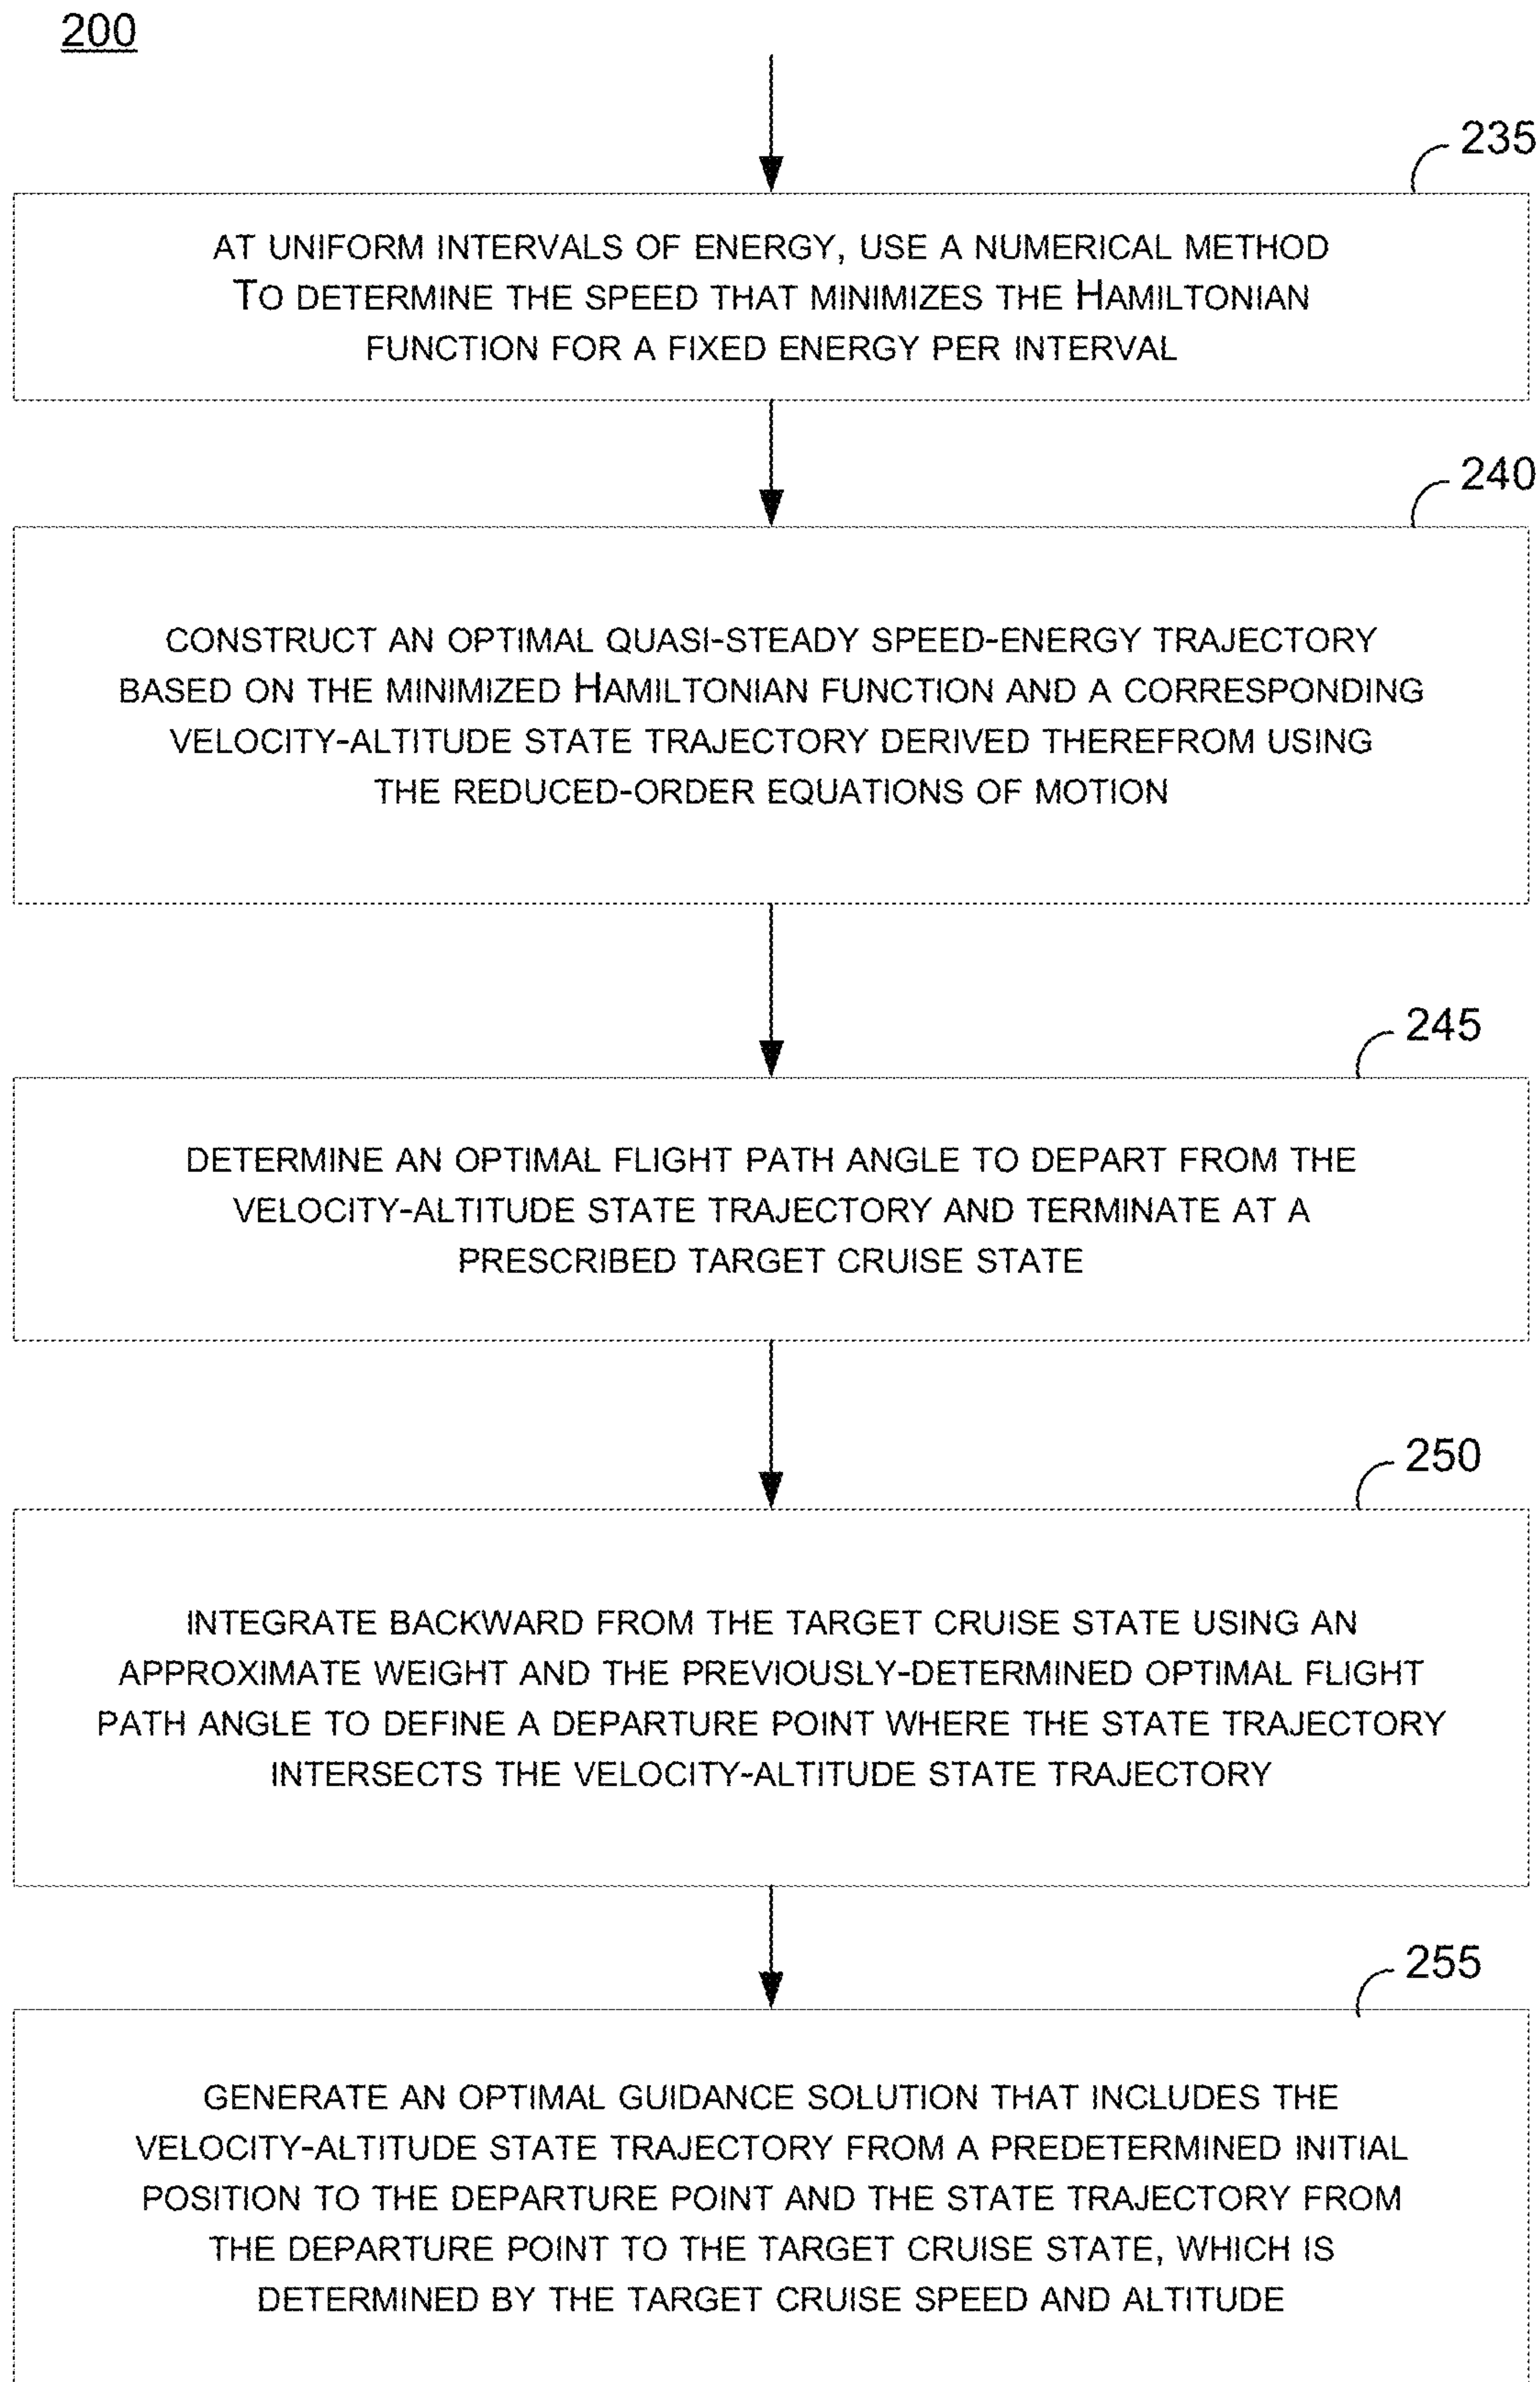 200
235
AT UNIFORM INTERVALS OF ENERGY, USE A NUMERICAL METHOD
TO DETERMINE THE SPEED THAT MINIMIZES THE HAMILTONIAN
FUNCTION FOR A FIXED ENERGY PER INTERVAL
240
CONSTRUCT AN OPTIMAL QUASI-STEADY SPEED-ENERGY TRAJECTORY
BASED ON THE MINIMIZED HAMILTONIAN FUNCTION AND A CORRESPONDING
VELOCITY-ALTITUDE STATE TRAJECTORY DERIVED THEREFROM USING
THE REDUCED-ORDER EQUATIONS OF MOTION
245
DETERMINE AN OPTIMAL FLIGHT PATH ANGLE TO DEPART FROM THE
VELOCITY-ALTITUDE STATE TRAJECTORY AND TERMINATE AT A
PRESCRIBED TARGET CRUISE STATE
250
INTEGRATE BACKWARD FROM THE TARGET CRUISE STATE USING AN
APPROXIMATE WEIGHT AND THE PREVIOUSLY-DETERMINED OPTIMAL FLIGHT
PATH ANGLE TO DEFINE A DEPARTURE POINT WHERE THE STATE TRAJECTORY
INTERSECTS THE VELOCITY-ALTITUDE STATE TRAJECTORY
255
GENERATE AN OPTIMAL GUIDANCE SOLUTION THAT INCLUDES THE
VELOCITY-ALTITUDE STATE TRAJECTORY FROM A PREDETERMINED INITIAL
POSITION TO THE DEPARTURE POINT AND THE STATE TRAJECTORY FROM
THE DEPARTURE POINT TO THE TARGET CRUISE STATE, WHICH IS
DETERMINED BY THE TARGET CRUISE SPEED AND ALTITUDE